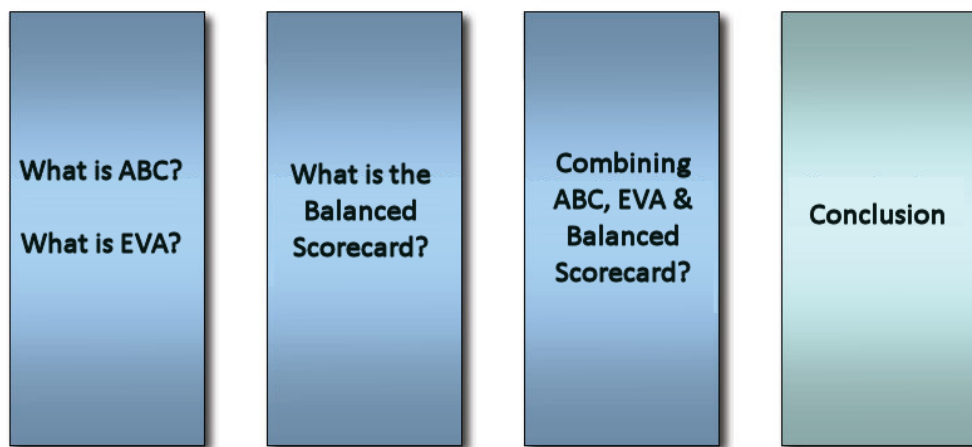 What is ABC?
What is EVA?
What is the
Balanced
Scorecard?
Combining
ABC, EVA &
Balanced
Scorecard?
Conclusion